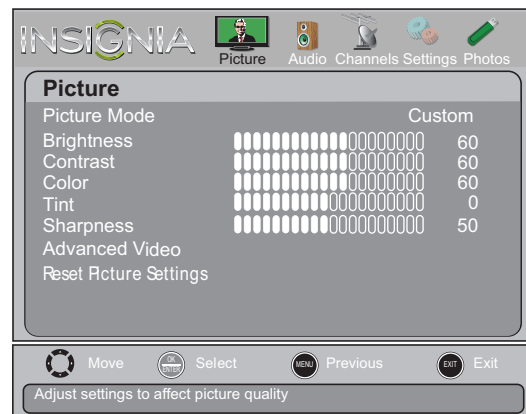 INSIGNIA
Picture Audio Channels Settings Photos
Picture
Picture Mode Custom
Brightness 60
Contrast 60
Color 60
Tint 0
Sharpness 50
Advanced Video
Reset Picture Settings
Move OK ENTER Select MENU Previous EXIT Exit
Adjust settings to affect picture quality